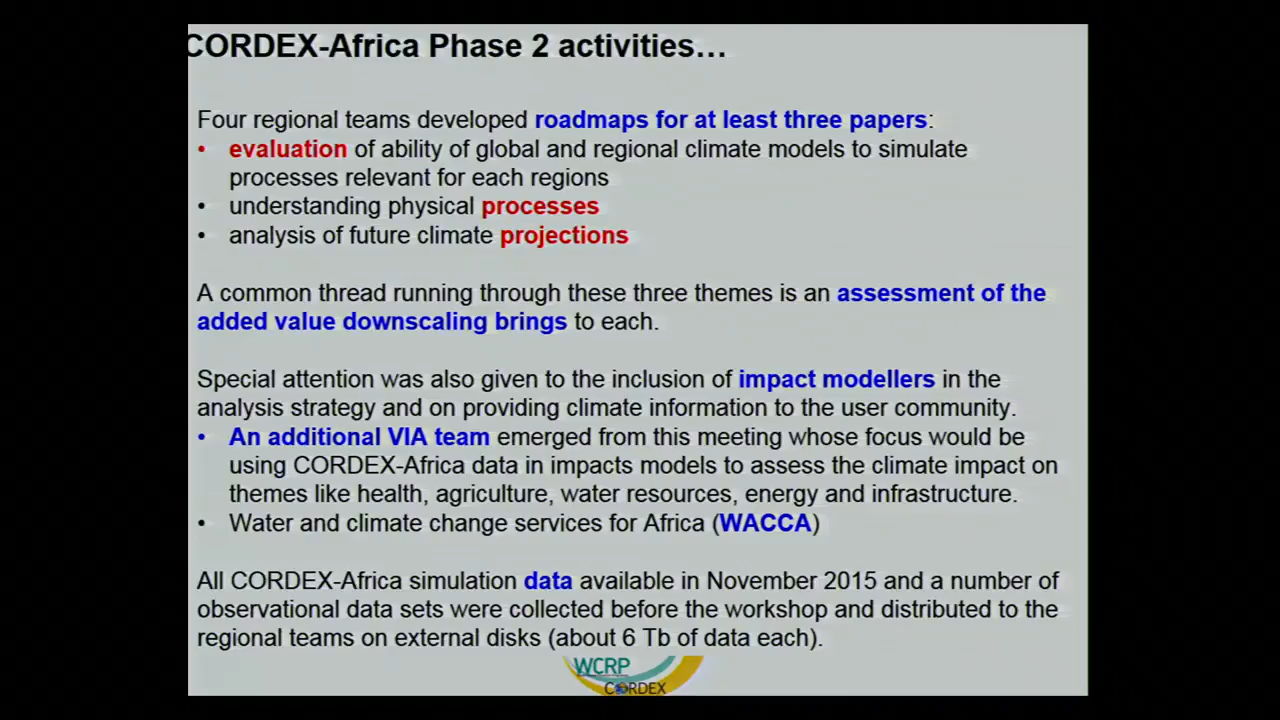 CORDEX-Africa Phase 2 activities…
Four regional teams developed roadmaps for at least three papers:
• evaluation of ability of global and regional climate models to simulate
processes relevant for each regions
• understanding physical processes
• analysis of future climate projections
A common thread running through these three themes is an assessment of the
added value downscaling brings to each.
Special attention was also given to the inclusion of impact modellers in the
analysis strategy and on providing climate information to the user community.
• An additional VIA team emerged from this meeting whose focus would be
using CORDEX-Africa data in impacts models to assess the climate impact on
themes like health, agriculture, water resources, energy and infrastructure.
• Water and climate change services for Africa (WACCA)
All CORDEX-Africa simulation data available in November 2015 and a number of
observational data sets were collected before the workshop and distributed to the
regional teams on external disks (about 6 Tb of data each).
WCRP
CORDEX